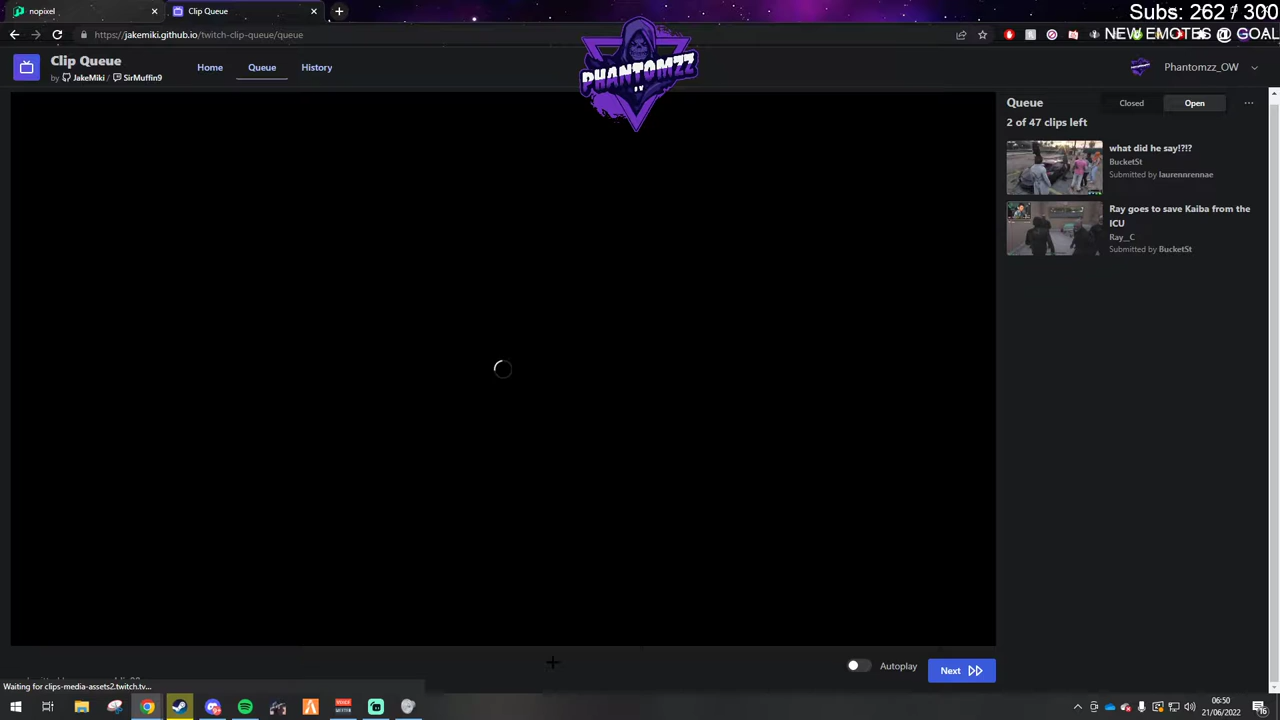 nopixel
Clip Queue
Subs: 262 / 300
https://jakemiki.github.io/twitch-clip-queue/queue
NEW EMOTES @ GOAL
Clip Queue
by JakeMiki / SirMuffin9
Home
Queue
History
PHANTOMZZ
OW
Phantomzz_OW
Queue
Closed
Open
2 of 47 clips left
what did he say!?!?
BucketSt
Submitted by laurennrennae
Ray goes to save Kaiba from the
ICU
Ray__C
Submitted by BucketSt
Autoplay
Next
Waiting for clips-media-assets2.twitch.tv...
06:50
21/06/2022